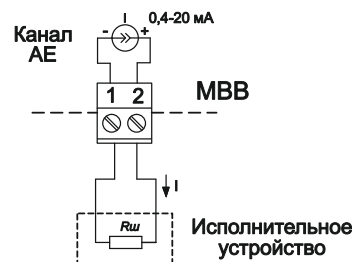 I 0,4-20 мА
Канал
АЕ
- +
1 2
МВВ
I
Rш
Исполнительное
устройство